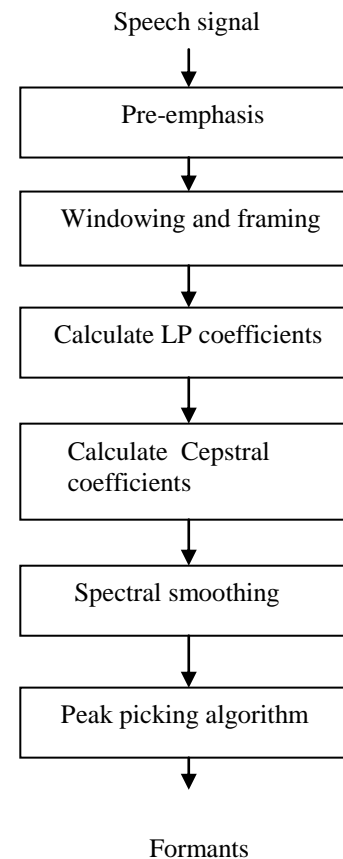 Speech signal
Pre-emphasis
Windowing and framing
Calculate LP coefficients
Calculate Cepstral
coefficients
Spectral smoothing
Peak picking algorithm
Formants